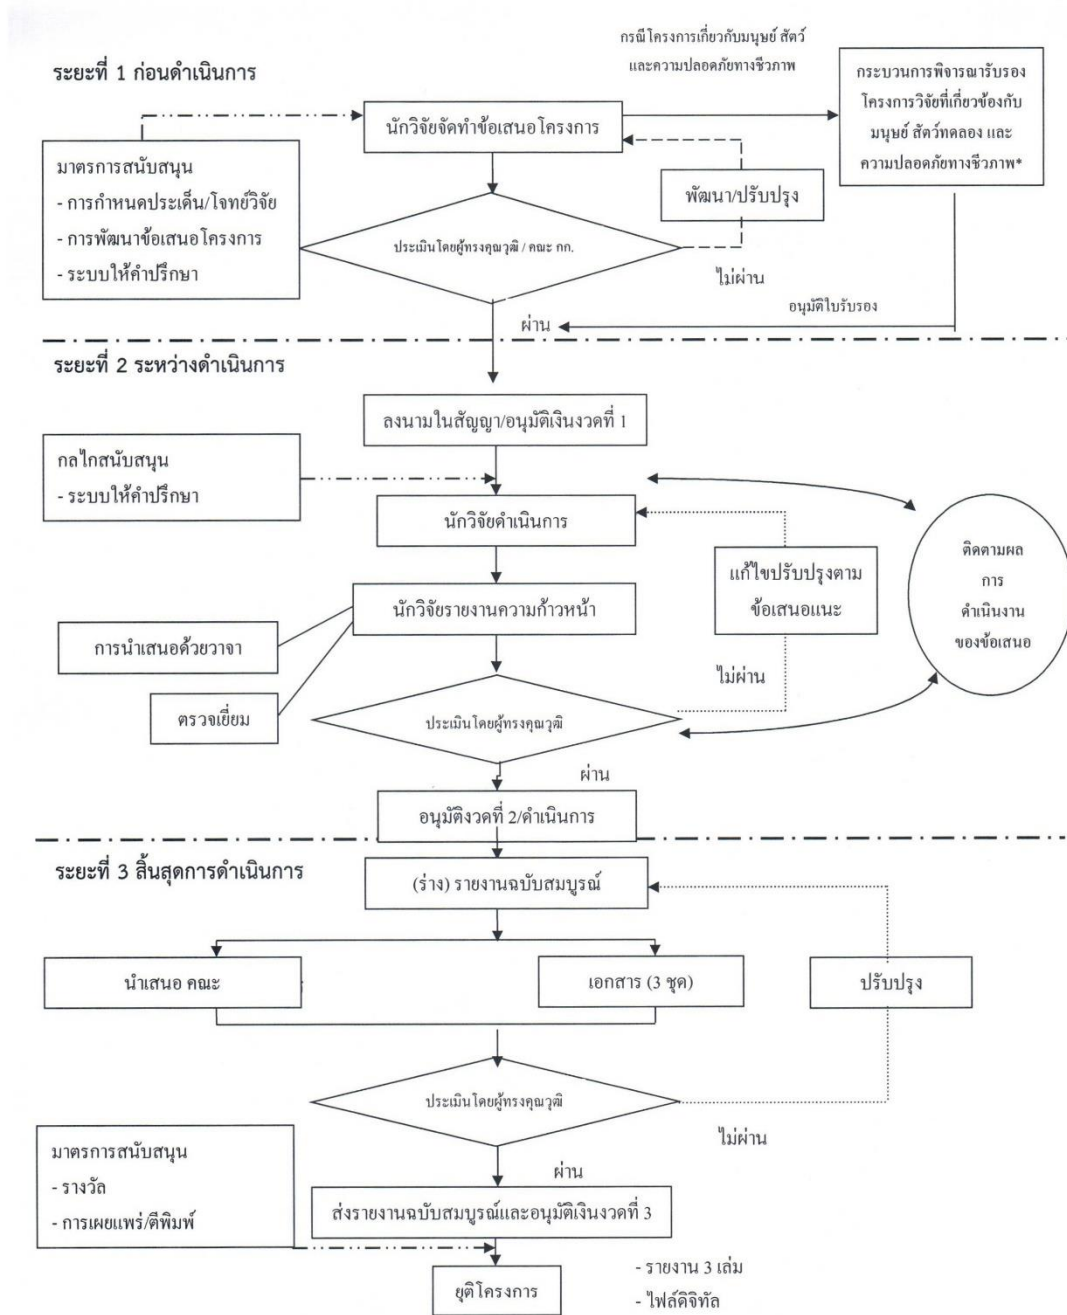 กรณีโครงการเกี่ยวกับมนุษย์ สัตว์
และความปลอดภัยทางชีวภาพ
ระยะที่ 1 ก่อนดำเนินการ
นักวิจัยจัดทำข้อเสนอโครงการ
กระบวนการพิจารณารับรอง
โครงการวิจัยที่เกี่ยวข้องกับ
มนุษย์ สัตว์ทดลอง และ
ความปลอดภัยทางชีวภาพ*
มาตรการสนับสนุน
- การกำหนดประเด็น/โจทย์วิจัย
- การพัฒนาข้อเสนอโครงการ
- ระบบให้คำปรึกษา
พัฒนา/ปรับปรุง
ประเมินโดยผู้ทรงคุณวุฒิ / คณะ กก.
ไม่ผ่าน
อนุมัติใบรับรอง
ผ่าน
ระยะที่ 2 ระหว่างดำเนินการ
ลงนามในสัญญา/อนุมัติเงินงวดที่ 1
กลไกสนับสนุน
- ระบบให้คำปรึกษา
นักวิจัยดำเนินการ
แก้ไขปรับปรุงตาม
ข้อเสนอแนะ
ติดตามผล
การ
ดำเนินงาน
ของข้อเสนอ
นักวิจัยรายงานความก้าวหน้า
การนำเสนอด้วยวาจา
ตรวจเยี่ยม
ไม่ผ่าน
ประเมินโดยผู้ทรงคุณวุฒิ
ผ่าน
อนุมัติงวดที่ 2/ดำเนินการ
ระยะที่ 3 สิ้นสุดการดำเนินการ
(ร่าง) รายงานฉบับสมบูรณ์
นำเสนอ คณะ
เอกสาร (3 ชุด)
ปรับปรุง
ประเมินโดยผู้ทรงคุณวุฒิ
ไม่ผ่าน
ผ่าน
มาตรการสนับสนุน
- รางวัล
- การเผยแพร่/ตีพิมพ์
ส่งรายงานฉบับสมบูรณ์และอนุมัติเงินงวดที่ 3
ยุติโครงการ
- รายงาน 3 เล่ม
- ไฟล์ดิจิทัล